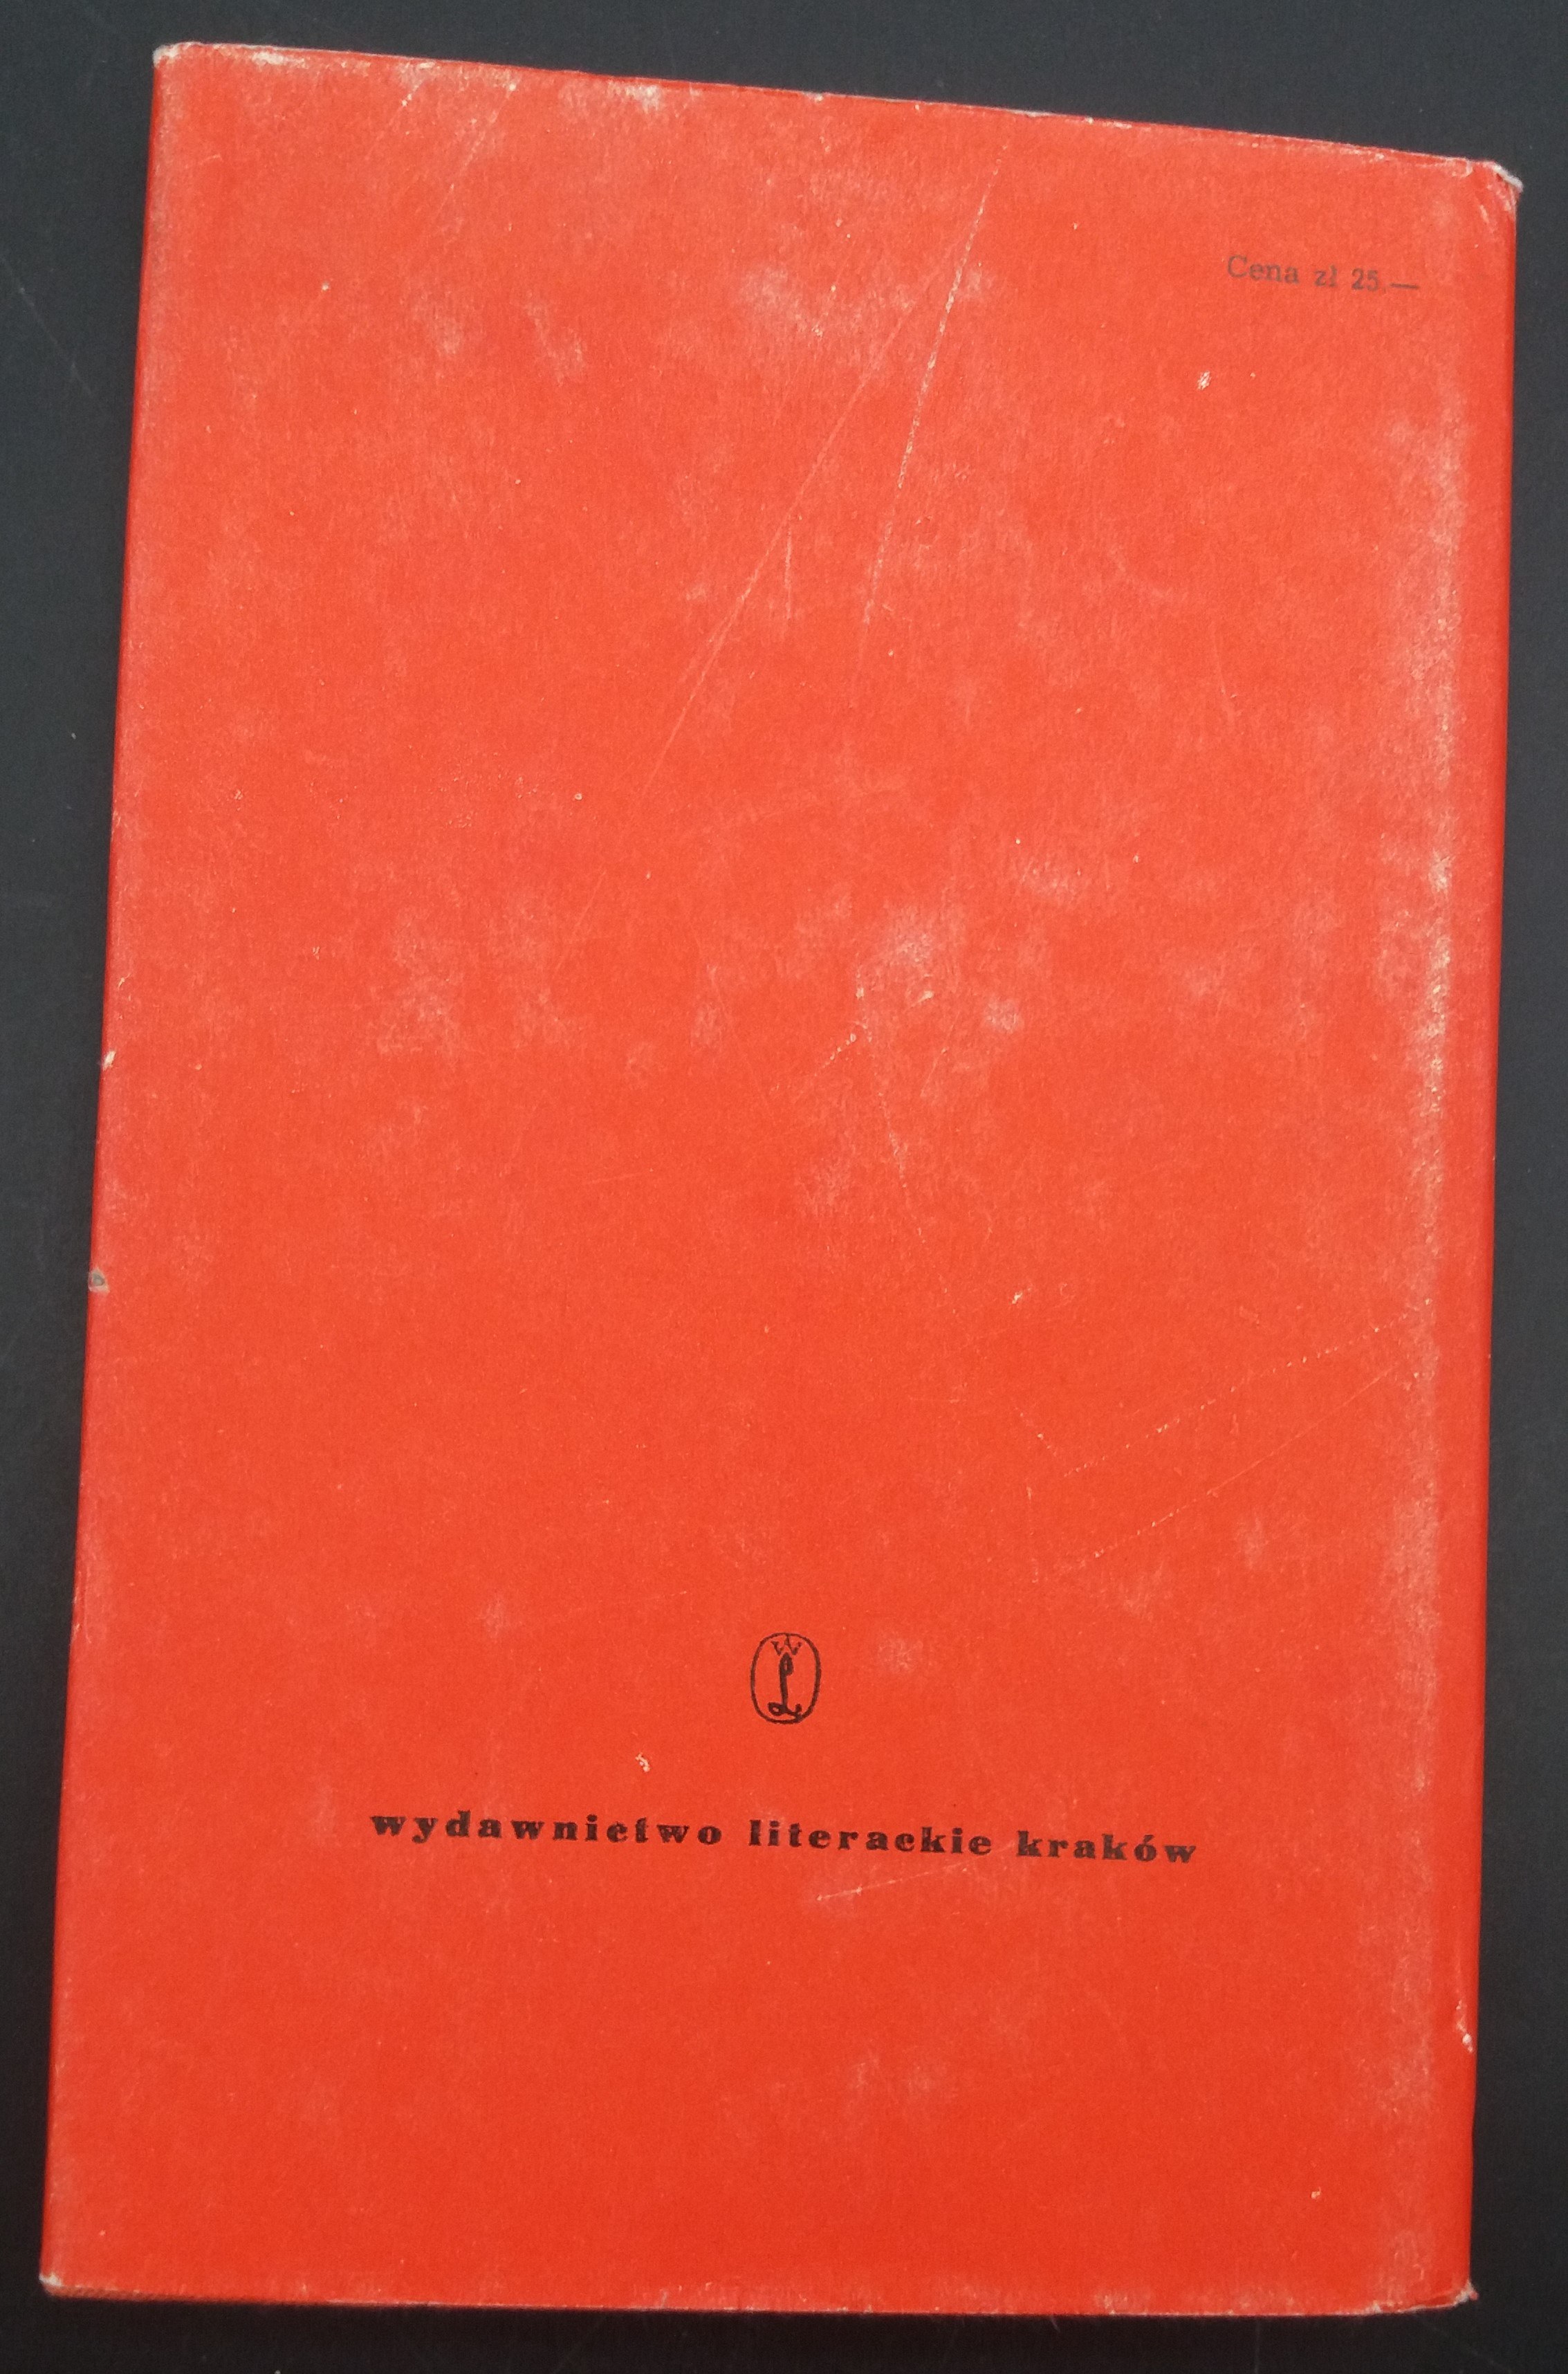 Cena zł 25,—
W
L
wydawnictwo literackie kraków